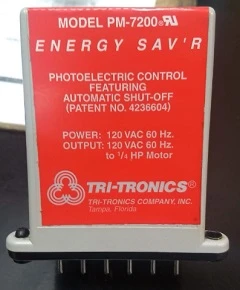 MODEL PM-7200
ENERGY SAV'R
PHOTOELECTRIC CONTROL
FEATURING
AUTOMATIC SHUT-OFF
(PATENT NO. 4236604)
POWER: 120 VAC 60 Hz.
OUTPUT: 120 VAC 60 Hz.
to 1/4 HP Motor
TRI-TRONICS®
TRI-TRONICS COMPANY, INC.
Tampa, Florida